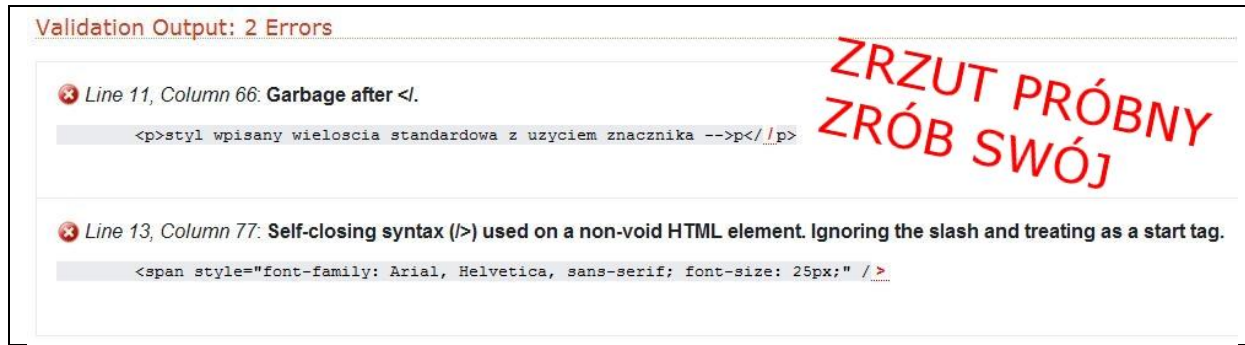 Validation Output: 2 Errors
ZRZUT PRÓBNY
ZRÓB SWÓJ
Line 11, Column 66: Garbage after </.
<p>styl wpisany wieloscia standardowa z uzyciem znacznika -->p<//p>
Line 13, Column 77: Self-closing syntax (/>) used on a non-void HTML element. Ignoring the slash and treating as a start tag.
<span style="font-family: Arial, Helvetica, sans-serif; font-size: 25px;" />